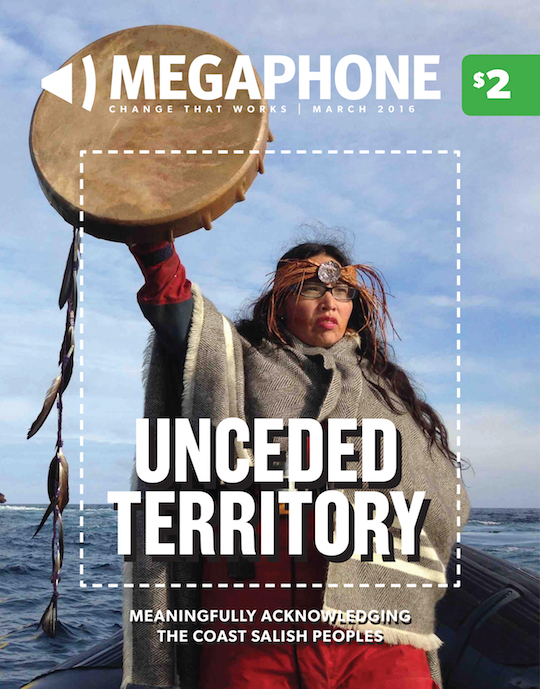 MEGAPHONE
CHANGE THAT WORKS | MARCH 2016
$2
UNCEDED
TERRITORY
MEANINGFULLY ACKNOWLEDGING
THE COAST SALISH PEOPLES